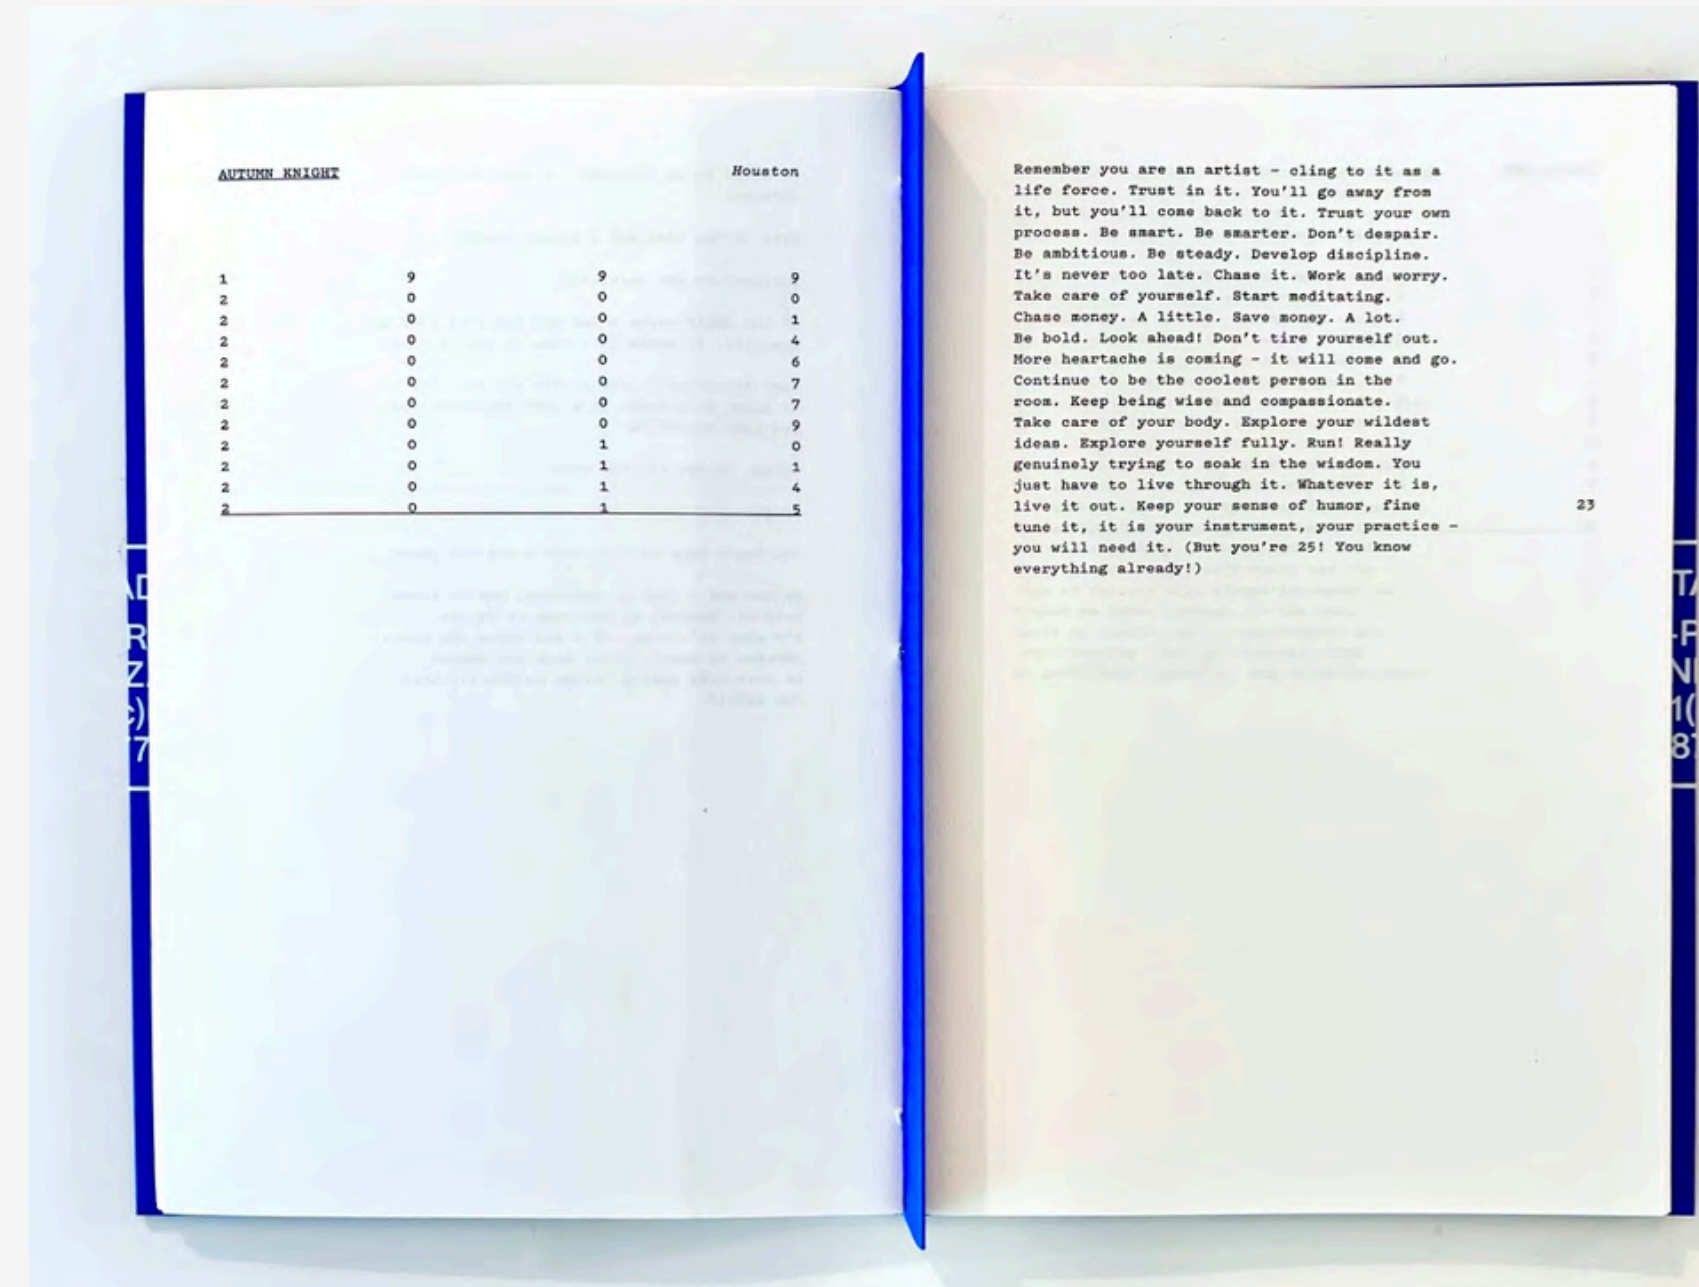 AUTUMN KNIGHT Houston
1 9 9 9
2 0 0 0
2 0 0 1
2 0 0 4
2 0 0 6
2 0 0 7
2 0 0 7
2 0 0 9
2 0 1 0
2 0 1 1
2 0 1 4
2 0 1 5
Remember you are an artist – cling to it as a
life force. Trust in it. You'll go away from
it, but you'll come back to it. Trust your own
process. Be smart. Be smarter. Don't despair.
Be ambitious. Be steady. Develop discipline.
It's never too late. Chase it. Work and worry.
Take care of yourself. Start meditating.
Chase money. A little. Save money. A lot.
Be bold. Look ahead! Don't tire yourself out.
More heartache is coming – it will come and go.
Continue to be the coolest person in the
room. Keep being wise and compassionate.
Take care of your body. Explore your wildest
ideas. Explore yourself fully. Run! Really
genuinely trying to soak in the wisdom. You
just have to live through it. Whatever it is,
live it out. Keep your sense of humor, fine
tune it, it is your instrument, your practice –
you will need it. (But you're 25! You know
everything already!)
23